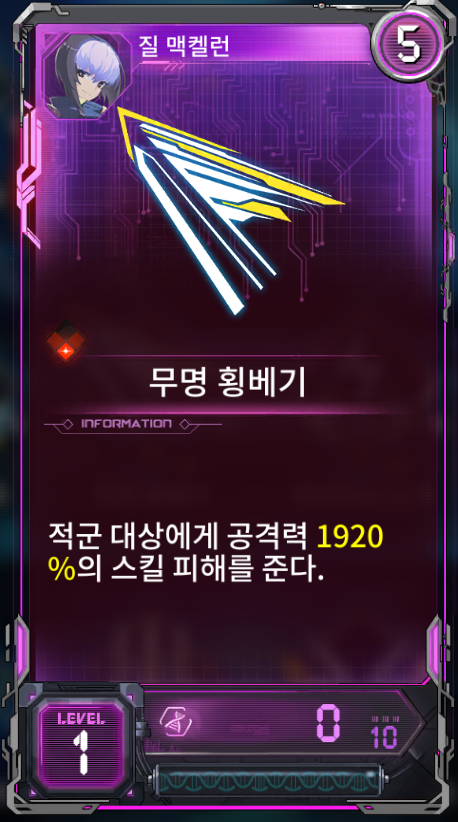 질 맥켈런
5
무명 횡베기
INFORMATION
적군 대상에게 공격력 1920
%의 스킬 피해를 준다.
LEVEL
1
0
10